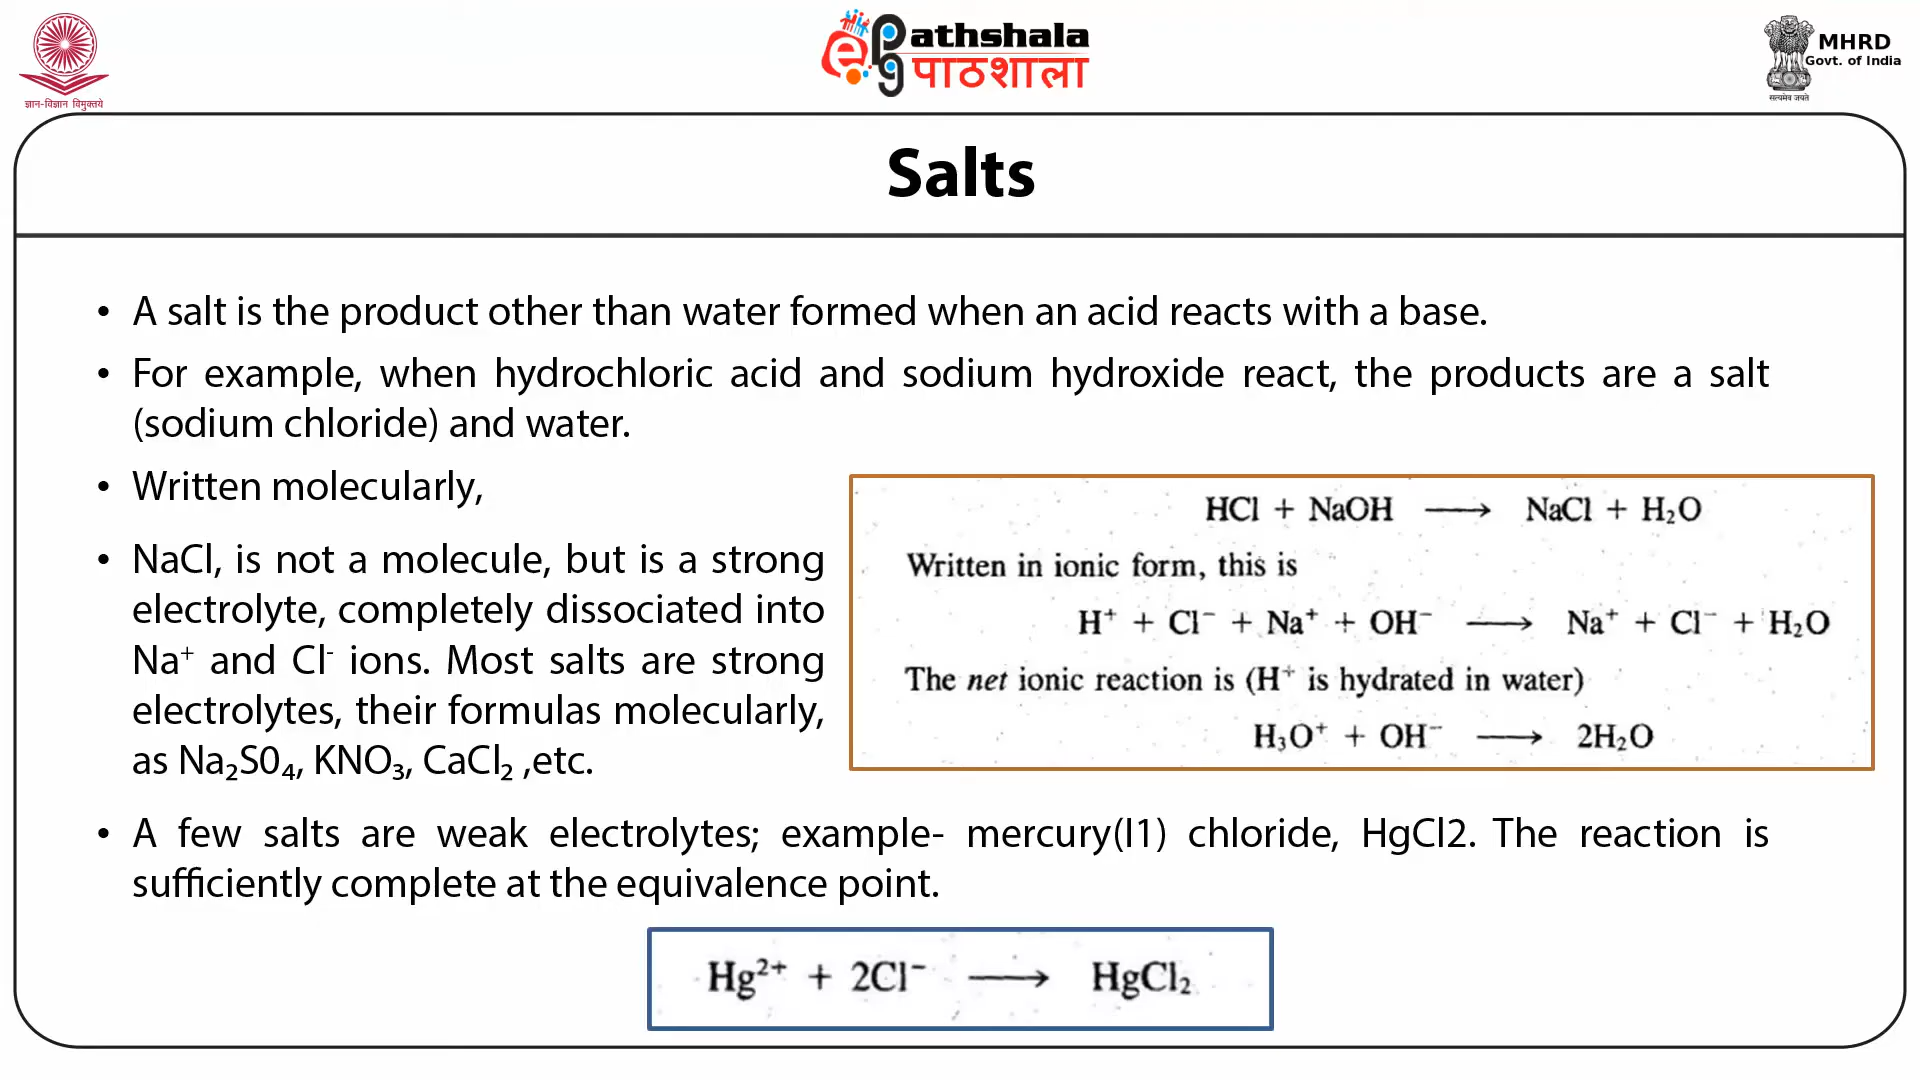 ज्ञान-विज्ञान विमुक्तये
ePathshala
पाठशाला
MHRD
Govt. of India
सत्यमेव जयते
Salts
• A salt is the product other than water formed when an acid reacts with a base.
• For example, when hydrochloric acid and sodium hydroxide react, the products are a salt
(sodium chloride) and water.
• Written molecularly,
• NaCl, is not a molecule, but is a strong
electrolyte, completely dissociated into
Na⁺ and Cl⁻ ions. Most salts are strong
electrolytes, their formulas molecularly,
as Na₂S0₄, KNO₃, CaCl₂ ,etc.
HCl + NaOH ⟶ NaCl + H₂O
Written in ionic form, this is
H⁺ + Cl⁻ + Na⁺ + OH⁻ ⟶ Na⁺ + Cl⁻ + H₂O
The net ionic reaction is (H⁺ is hydrated in water)
H₃O⁺ + OH⁻ ⟶ 2H₂O
• A few salts are weak electrolytes; example- mercury(I1) chloride, HgCl2. The reaction is
sufficiently complete at the equivalence point.
Hg²⁺ + 2Cl⁻ ⟶ HgCl₂